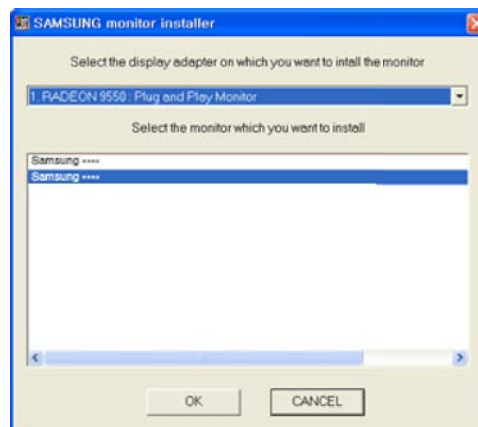 SAMSUNG monitor installer
Select the display adapter on which you want to intall the monitor
1. RADEON 9550 : Plug and Play Monitor
Select the monitor which you want to install
Samsung ****
Samsung ****
OK
CANCEL